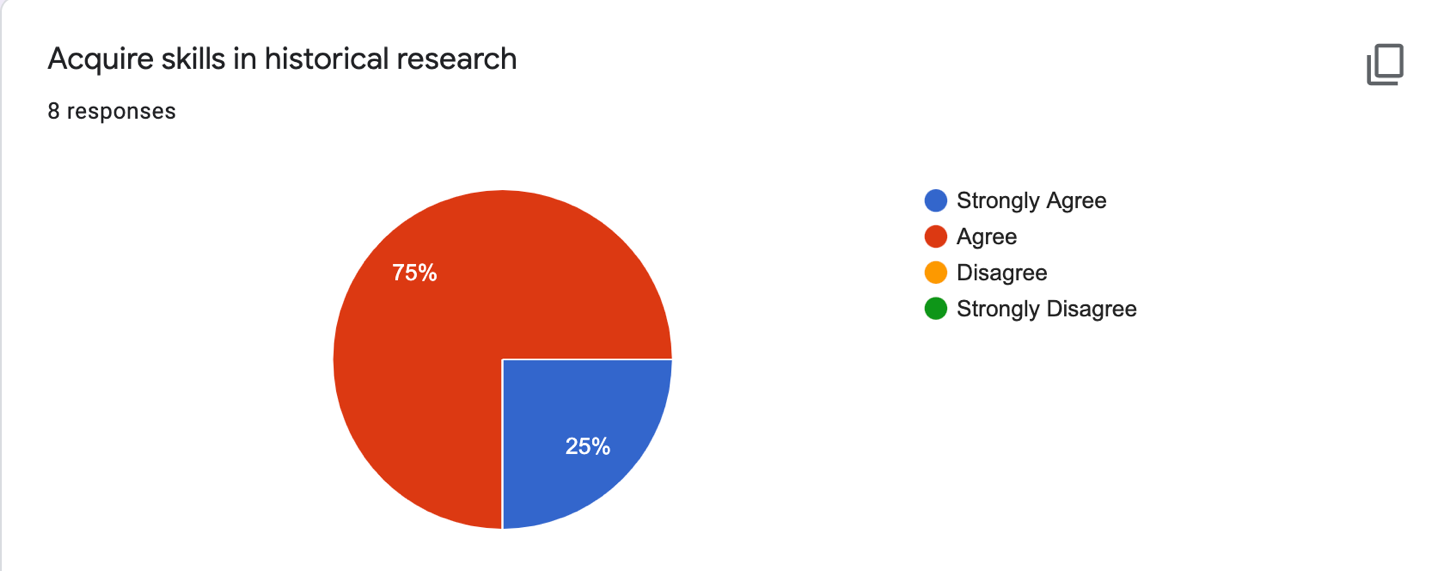 Acquire skills in historical research
8 responses
75%
25%
Strongly Agree
Agree
Disagree
Strongly Disagree